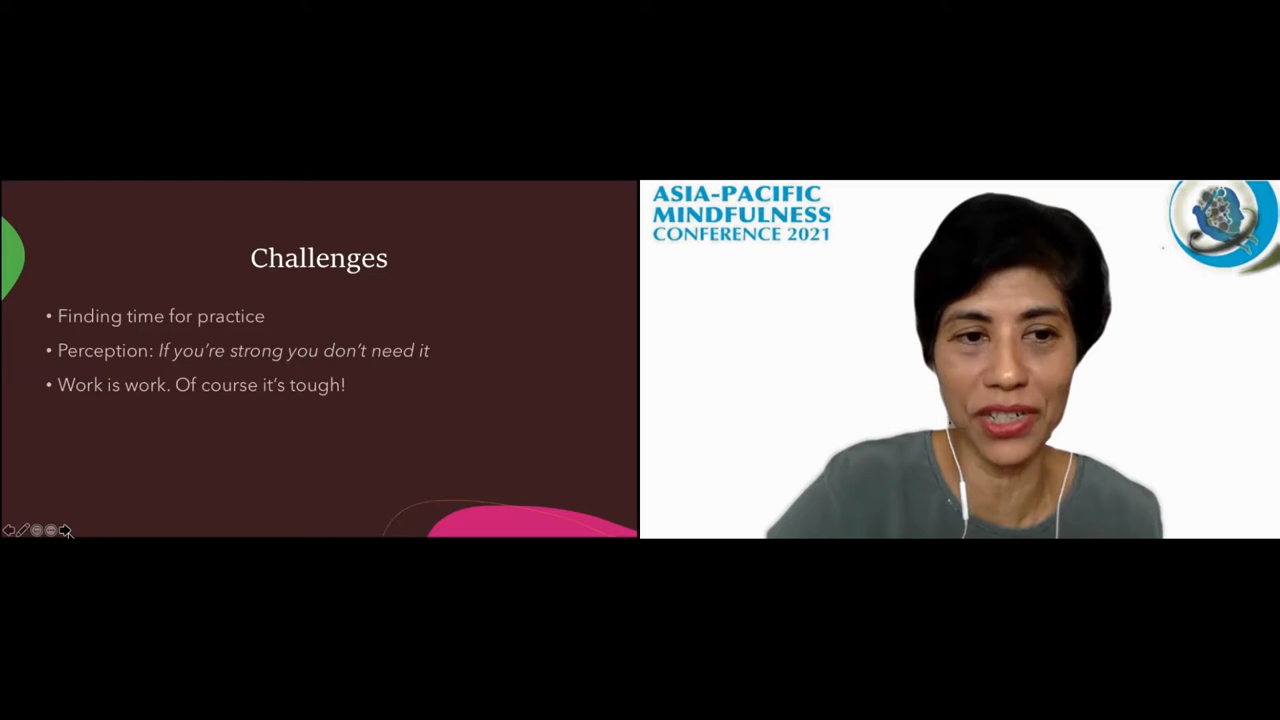 Challenges
• Finding time for practice
• Perception: If you're strong you don't need it
• Work is work. Of course it's tough!
ASIA-PACIFIC
MINDFULNESS
CONFERENCE 2021